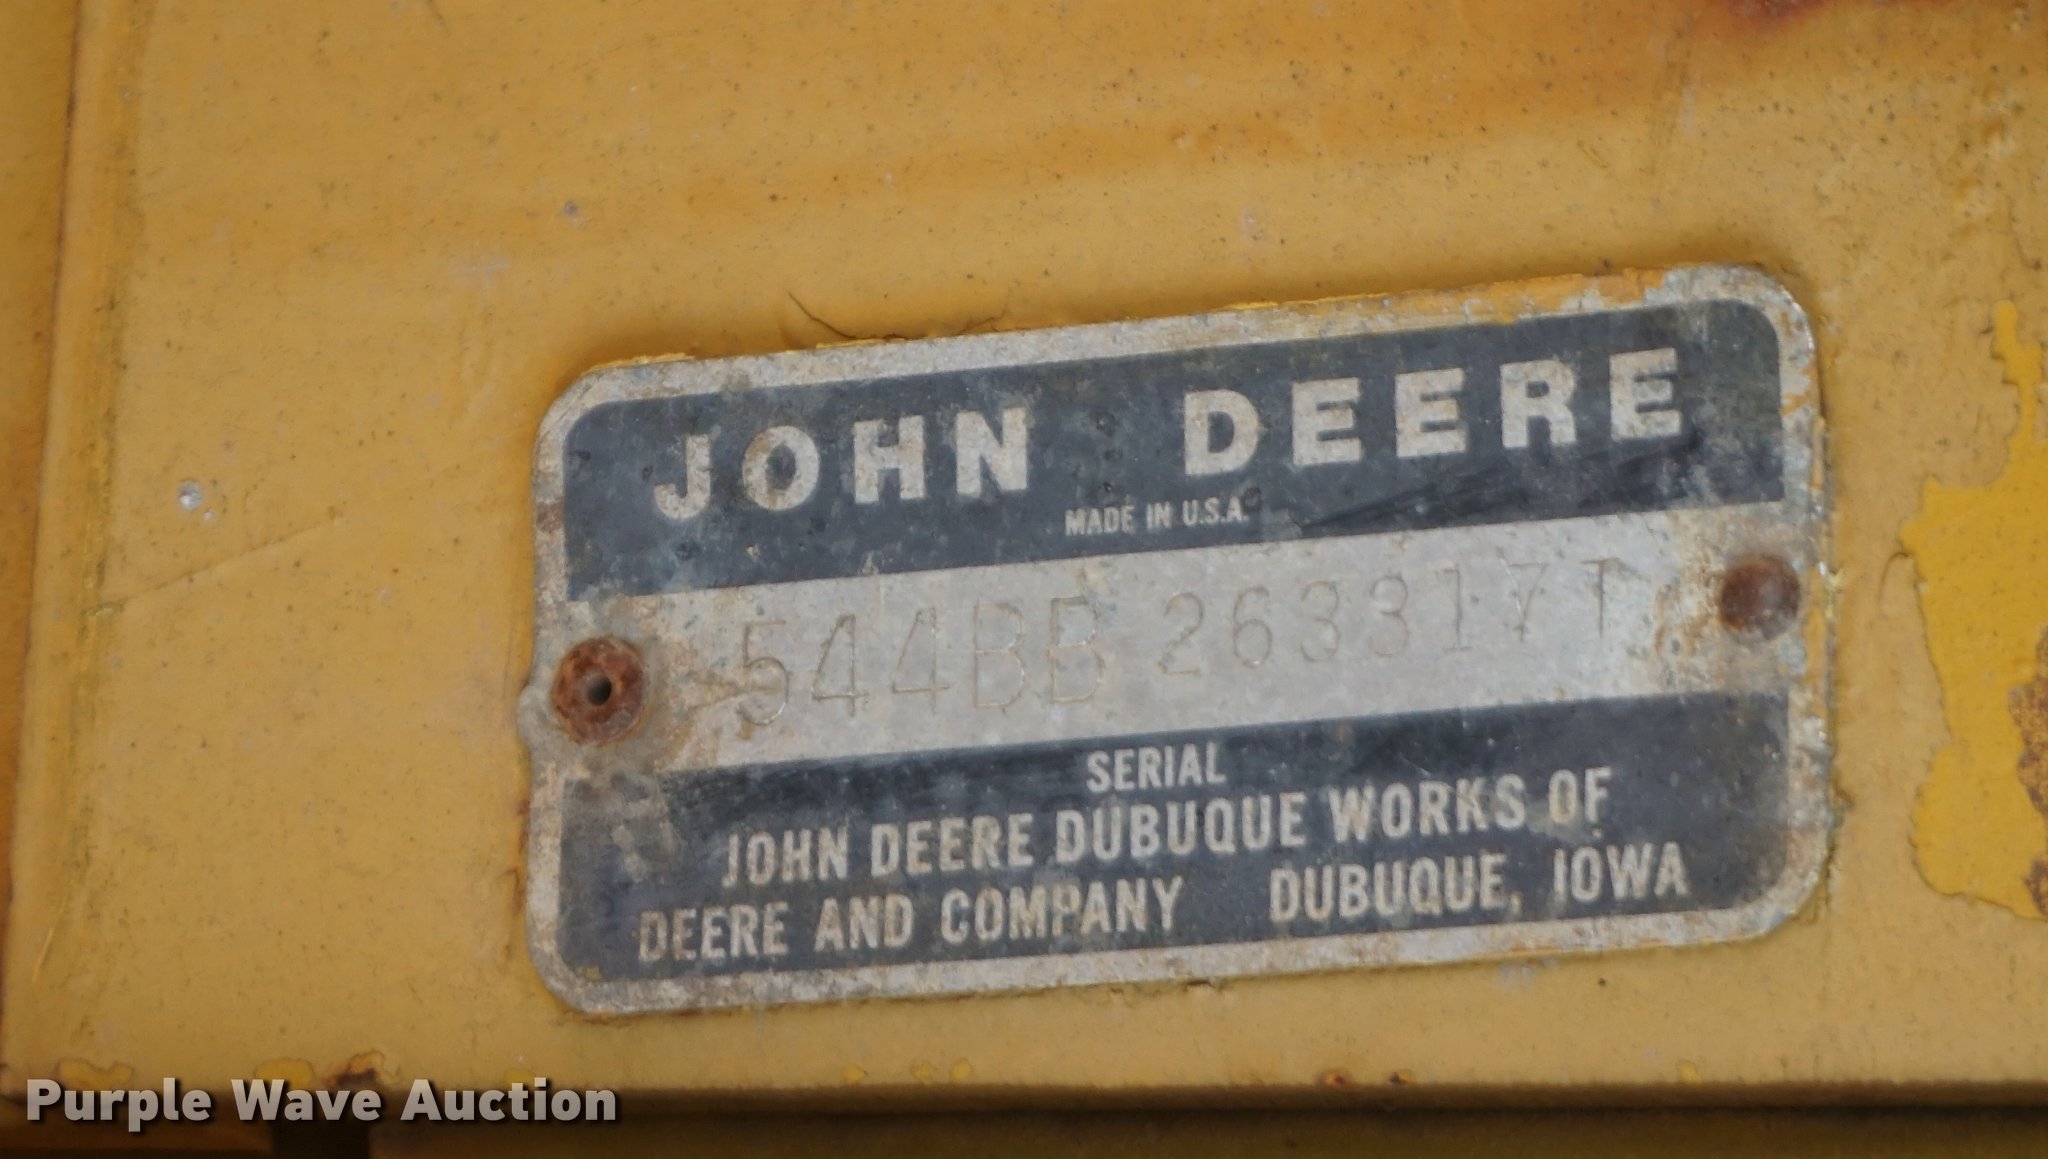 JOHN DEERE
MADE IN U.S.A.
544BB 263317T
SERIAL
JOHN DEERE DUBUQUE WORKS OF
DEERE AND COMPANY DUBUQUE, IOWA
Purple Wave Auction